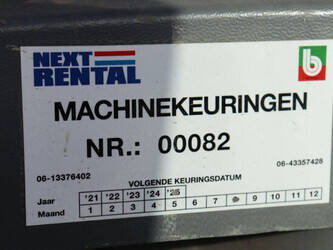 NEXT
RENTAL
b
MACHINEKEURINGEN
NR.: 00082
06-13376402
06-43357428
VOLGENDE KEURINGSDATUM
Jaar '21 '22 '23 '24 '25
Maand 1 2 3 4 5 6 7 9 10 11 12